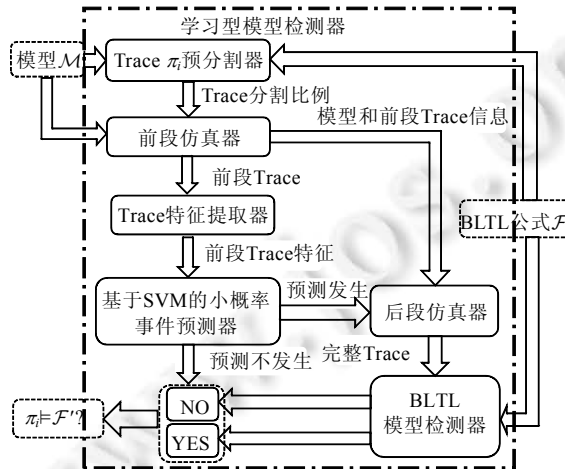 学习型模型检测器
模型ℳ
Trace πᵢ预分割器
Trace分割比例
模型和前段Trace信息
前段仿真器
前段Trace
Trace特征提取器
BLTL公式ℱ
前段Trace特征
基于SVM的小概率
事件预测器
预测发生
后段仿真器
预测不发生
完整Trace
NO
YES
BLTL
模型检测器
πᵢ⊨ℱ'?